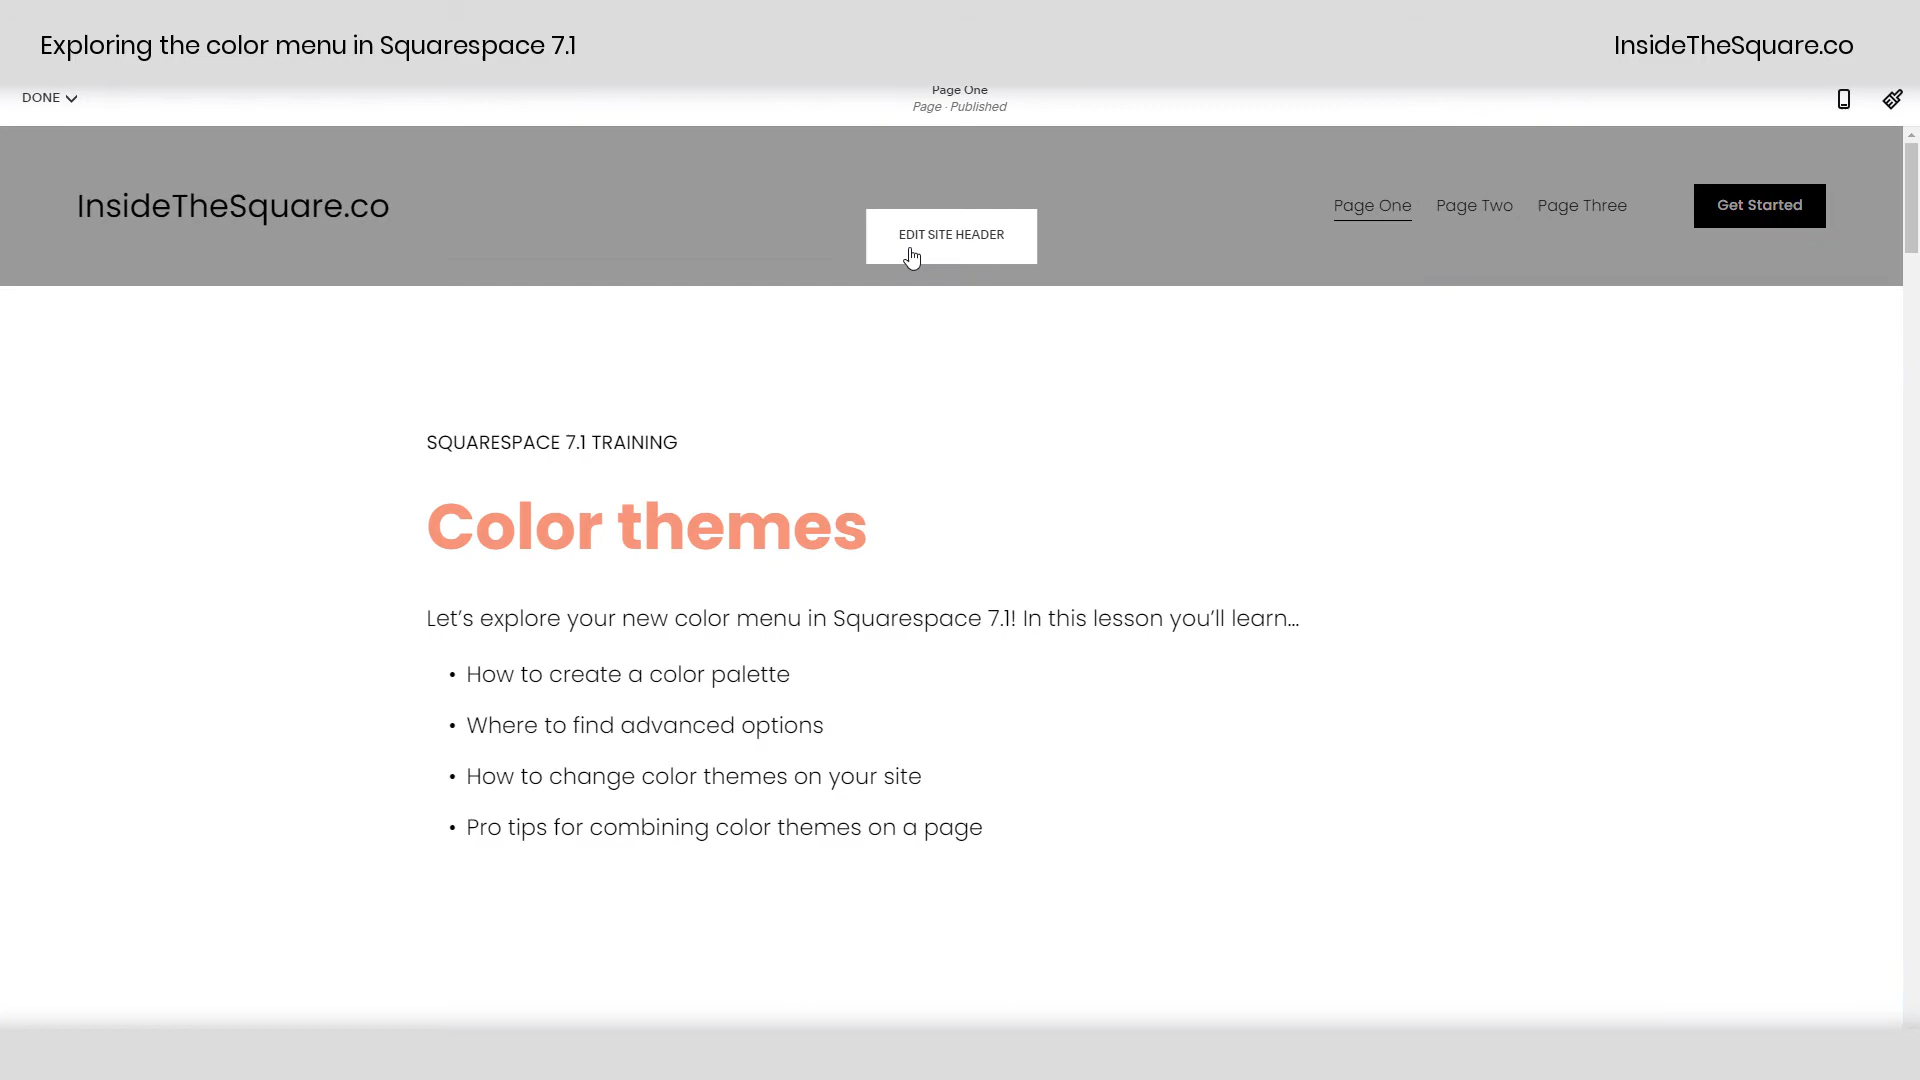 Exploring the color menu in Squarespace 7.1
InsideTheSquare.co
DONE
Page One
Page · Published
InsideTheSquare.co
EDIT SITE HEADER
Page One
Page Two
Page Three
Get Started
SQUARESPACE 7.1 TRAINING
Color themes
Let’s explore your new color menu in Squarespace 7.1! In this lesson you’ll learn…
• How to create a color palette
• Where to find advanced options
• How to change color themes on your site
• Pro tips for combining color themes on a page